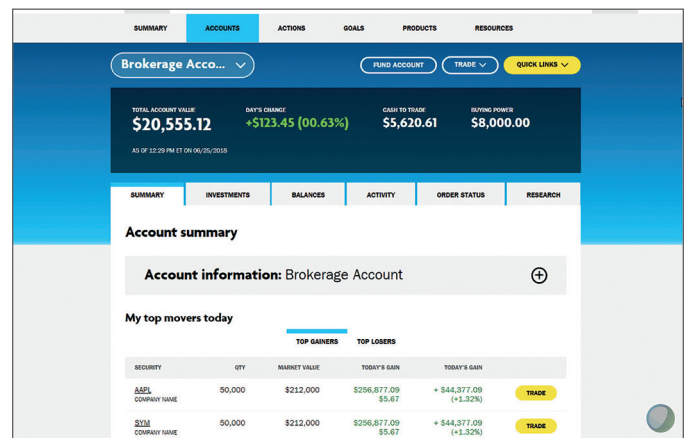 SUMMARY ACCOUNTS ACTIONS GOALS PRODUCTS RESOURCES
Brokerage Acco... FUND ACCOUNT TRADE QUICK LINKS
TOTAL ACCOUNT VALUE DAY'S CHANGE CASH TO TRADE BUYING POWER
$20,555.12 +$123.45 (00.63%) $5,620.61 $8,000.00
AS OF 12:29 PM ET ON 06/25/2018
SUMMARY INVESTMENTS BALANCES ACTIVITY ORDER STATUS RESEARCH
Account summary
Account information: Brokerage Account
My top movers today
TOP GAINERS TOP LOSERS
SECURITY QTY MARKET VALUE TODAY'S GAIN TODAY'S GAIN
AAPL 50,000 $212,000 $256,877.09 + $44,377.09 TRADE
COMPANY NAME $5.67 (+1.32%)
SYM 50,000 $212,000 $256,877.09 + $44,377.09 TRADE
COMPANY NAME $5.67 (+1.32%)